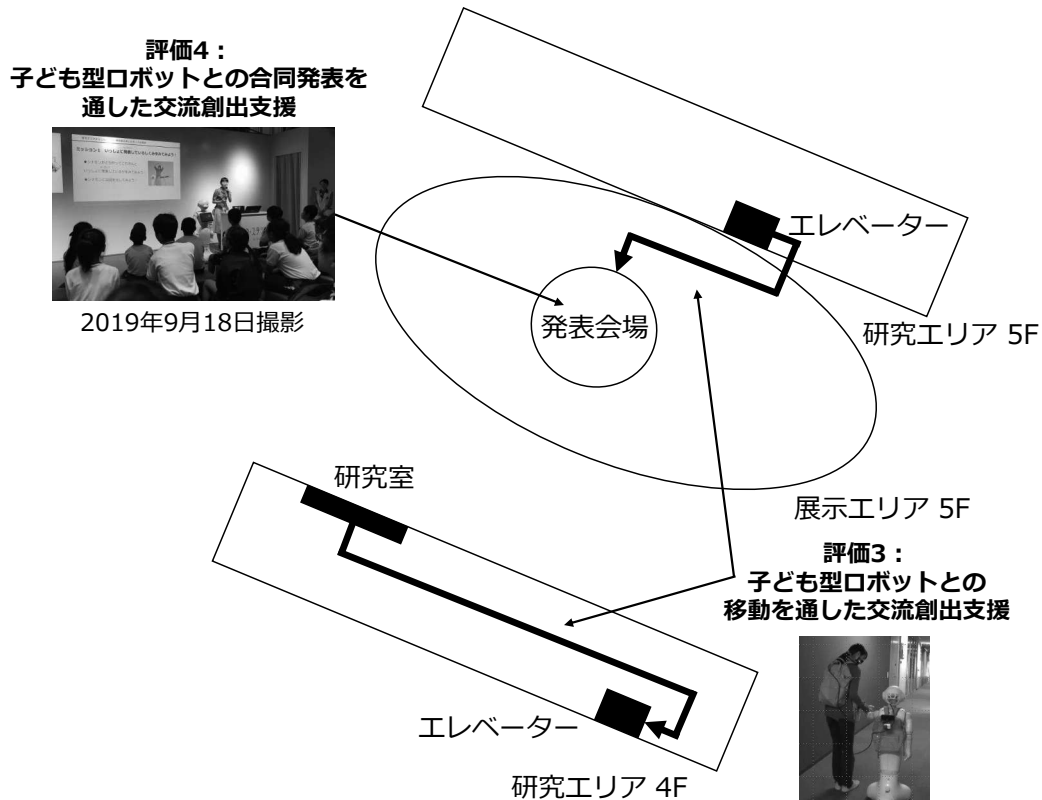 評価4：
子ども型ロボットとの合同発表を
通した交流創出支援
2019年9月18日撮影
エレベーター
発表会場
研究エリア 5F
展示エリア 5F
研究室
評価3：
子ども型ロボットとの
移動を通した交流創出支援
エレベーター
研究エリア 4F